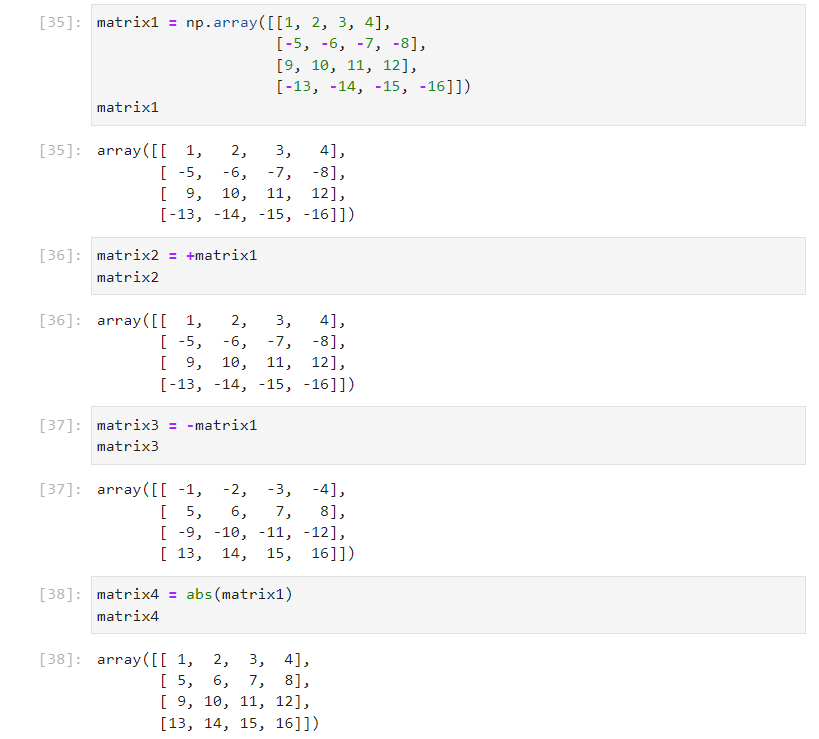 [35]: matrix1 = np.array([[1, 2, 3, 4],
                    [-5, -6, -7, -8],
                    [9, 10, 11, 12],
                    [-13, -14, -15, -16]])
matrix1
[35]: array([[  1,   2,   3,   4],
       [ -5,  -6,  -7,  -8],
       [  9,  10,  11,  12],
       [-13, -14, -15, -16]])
[36]: matrix2 = +matrix1
matrix2
[36]: array([[  1,   2,   3,   4],
       [ -5,  -6,  -7,  -8],
       [  9,  10,  11,  12],
       [-13, -14, -15, -16]])
[37]: matrix3 = -matrix1
matrix3
[37]: array([[ -1,  -2,  -3,  -4],
       [  5,   6,   7,   8],
       [ -9, -10, -11, -12],
       [ 13,  14,  15,  16]])
[38]: matrix4 = abs(matrix1)
matrix4
[38]: array([[ 1,  2,  3,  4],
       [ 5,  6,  7,  8],
       [ 9, 10, 11, 12],
       [13, 14, 15, 16]])